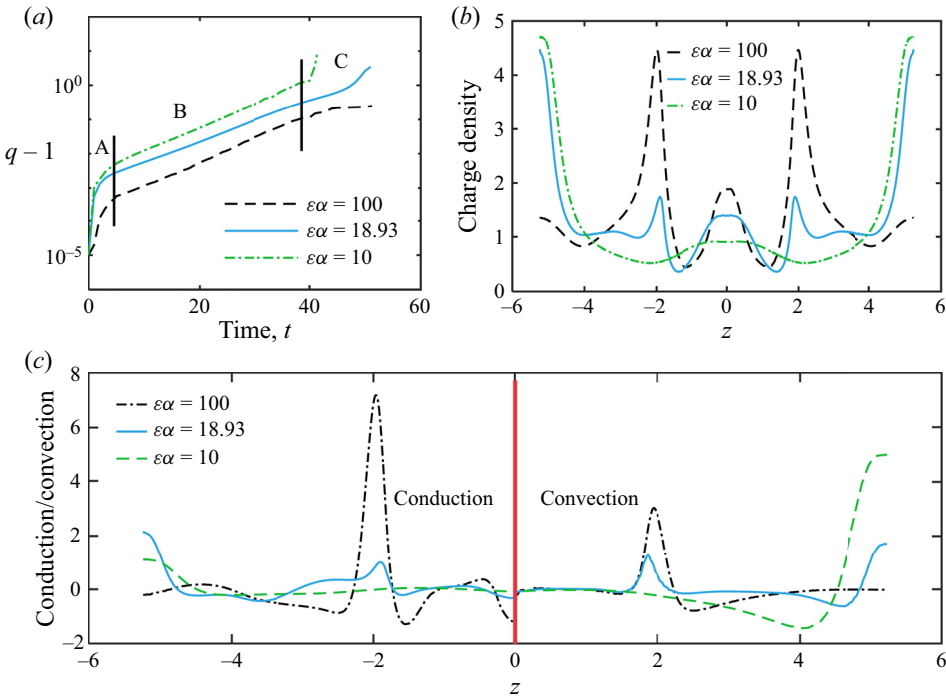 (a)
10⁰
q – 1
10⁻⁵
A
B
C
εα = 100
εα = 18.93
εα = 10
0
20
40
60
Time, t
(b)
5
4
3
2
1
0
Charge density
εα = 100
εα = 18.93
εα = 10
–6
–4
–2
0
2
4
6
z
(c)
8
6
4
2
0
–2
Conduction/convection
εα = 100
εα = 18.93
εα = 10
Conduction
Convection
–6
–4
–2
0
2
4
6
z